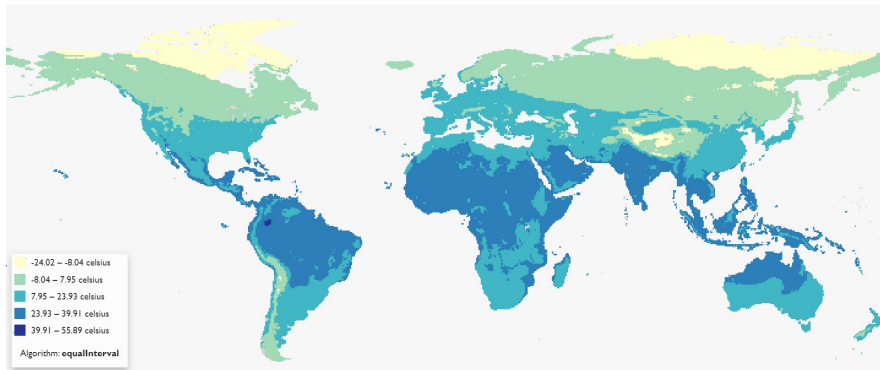 -24.02 – -8.04 celsius
-8.04 – 7.95 celsius
7.95 – 23.93 celsius
23.93 – 39.91 celsius
39.91 – 55.89 celsius
Algorithm: equalInterval